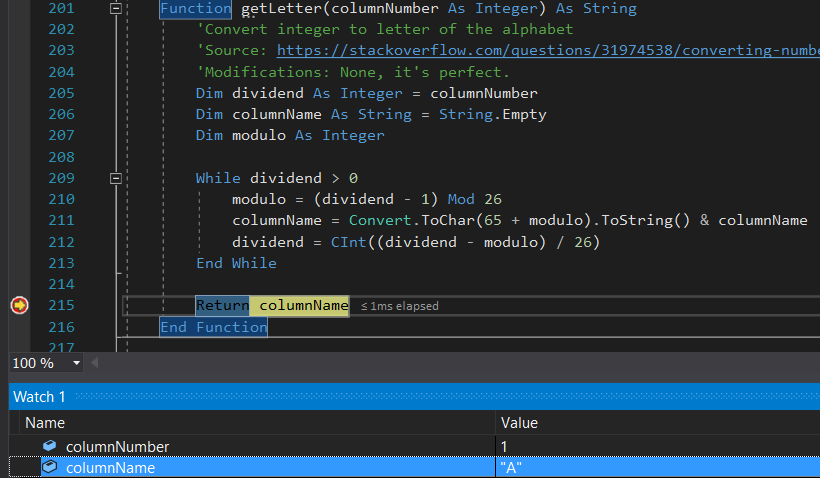 201 Function getLetter(columnNumber As Integer) As String
202 'Convert integer to letter of the alphabet
203 'Source: https://stackoverflow.com/questions/31974538/converting-numbe
204 'Modifications: None, it's perfect.
205 Dim dividend As Integer = columnNumber
206 Dim columnName As String = String.Empty
207 Dim modulo As Integer
208
209 While dividend > 0
210 modulo = (dividend - 1) Mod 26
211 columnName = Convert.ToChar(65 + modulo).ToString() & columnName
212 dividend = CInt((dividend - modulo) / 26)
213 End While
214
215 Return columnName ≤ 1ms elapsed
216 End Function
217
100 %
Watch 1
Name Value
columnNumber 1
columnName "A"